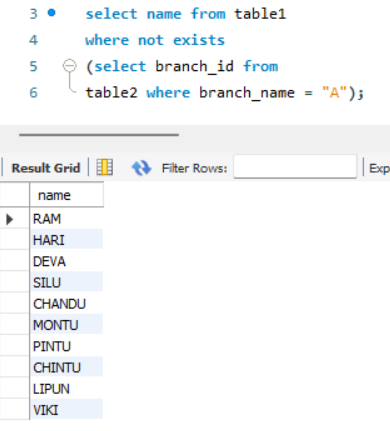 3 select name from table1
4 where not exists
5 (select branch_id from
6 table2 where branch_name = "A");
Result Grid Filter Rows: Exp
name
RAM
HARI
DEVA
SILU
CHANDU
MONTU
PINTU
CHINTU
LIPUN
VIKI